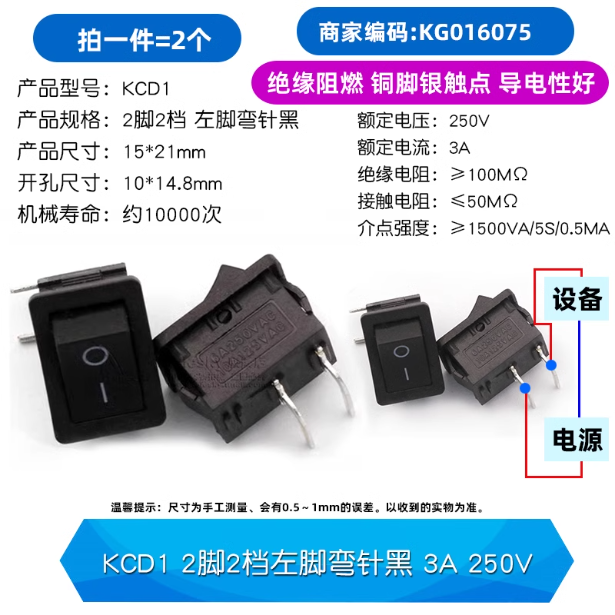 拍一件=2个
商家编码:KG016075
绝缘阻燃 铜脚银触点 导电性好
产品型号: KCD1
产品规格: 2脚2档 左脚弯针黑
产品尺寸: 15*21mm
开孔尺寸: 10*14.8mm
机械寿命: 约10000次
额定电压: 250V
额定电流: 3A
绝缘电阻: ≥100MΩ
接触电阻: ≤50MΩ
介点强度: ≥1500VA/5S/0.5MA
设备
电源
温馨提示: 尺寸为手工测量、会有0.5~1mm的误差。以收到的实物为准。
KCD1 2脚2档左脚弯针黑 3A 250V